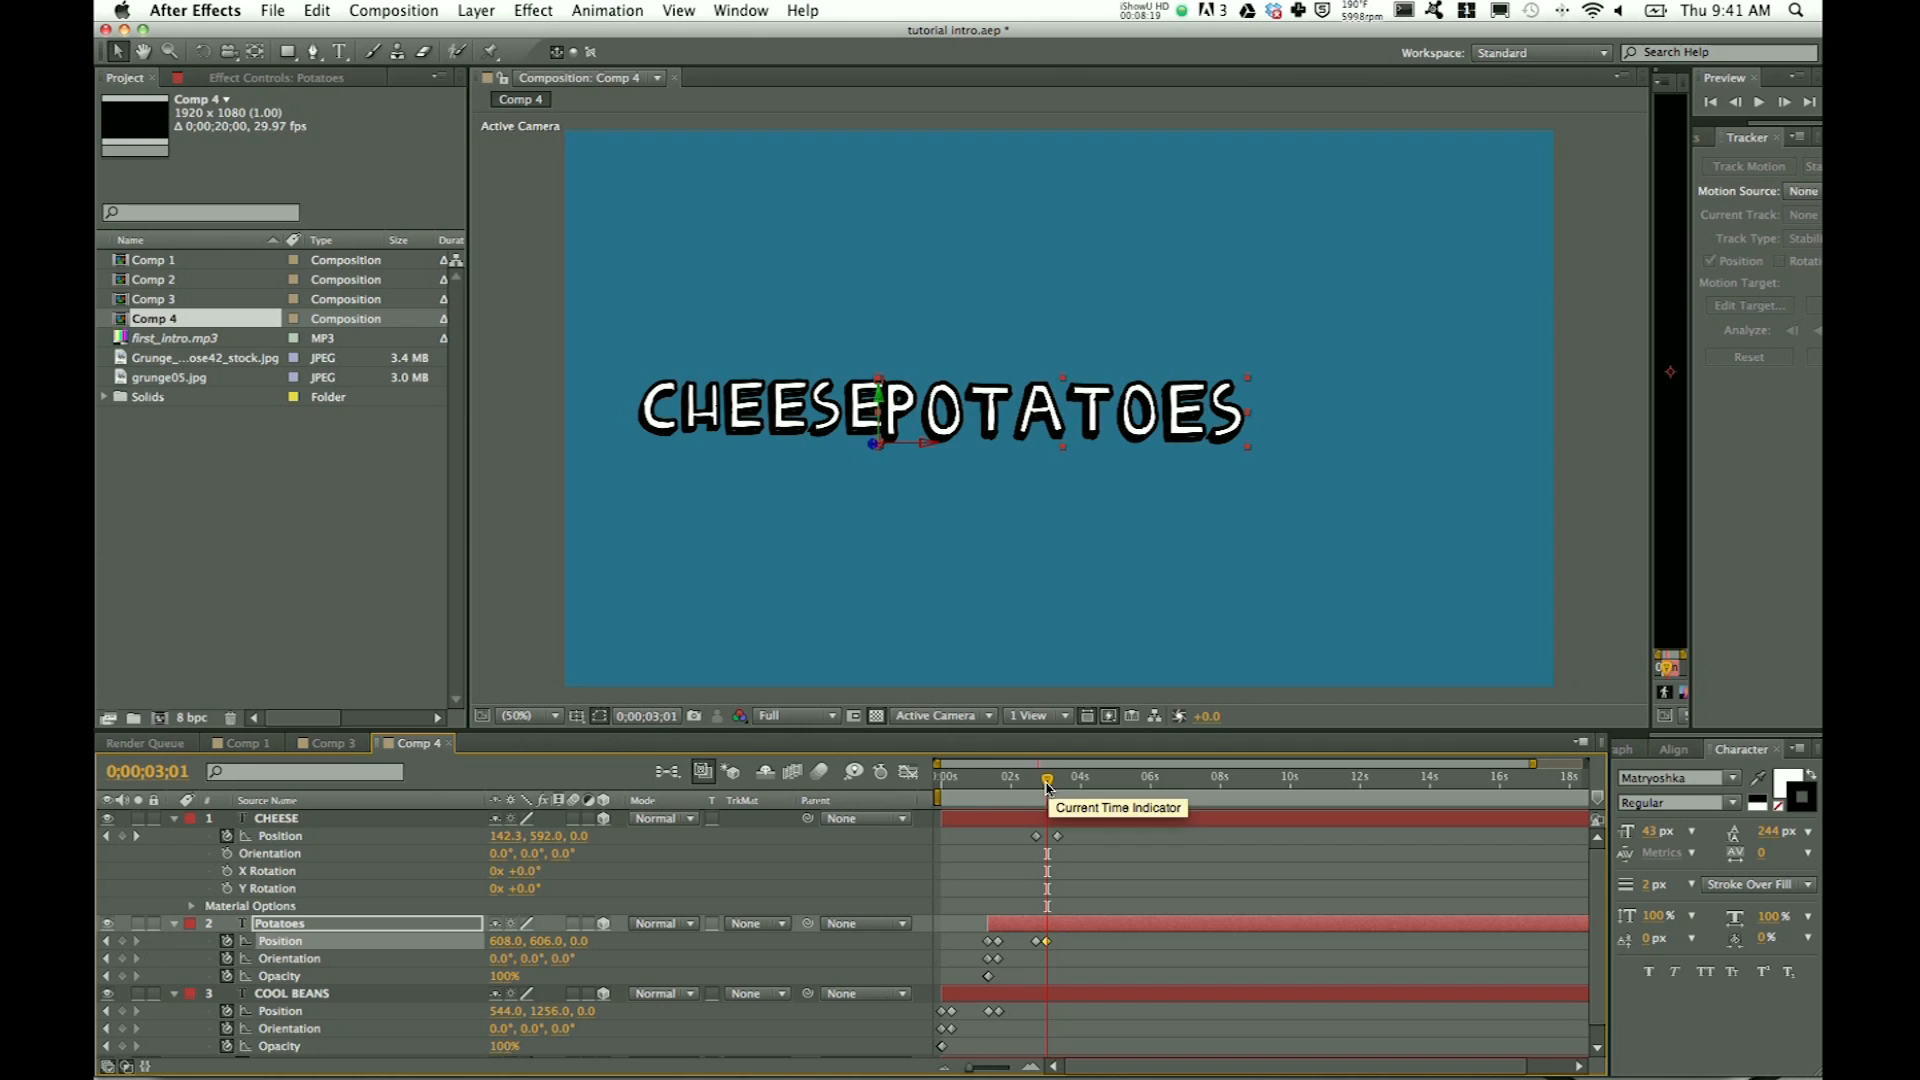 After Effects File Edit Composition Layer Effect Animation View Window Help
iShowU HD 00:08:19 3 190°F 5998rpm Thu 9:41 AM
tutorial intro.aep *
Workspace: Standard Search Help
Project Effect Controls: Potatoes Composition: Comp 4 Preview
Comp 4
1920 x 1080 (1.00)
Δ 0;00;20;00, 29.97 fps
Comp 4
Active Camera
Tracker
Track Motion Sta
Motion Source: None
Current Track: None
Track Type: Stabili
Position Rotati
Motion Target:
Edit Target...
Analyze:
Reset
Name Type Size Durat
Comp 1 Composition Δ
Comp 2 Composition Δ
Comp 3 Composition Δ
Comp 4 Composition Δ
first_intro.mp3 MP3 Δ
Grunge_...ose42_stock.jpg JPEG 3.4 MB
grunge05.jpg JPEG 3.0 MB
Solids Folder
CHEESEPOTATOES
8 bpc
(50%) 0;00;03;01 Full Active Camera 1 View +0.0
Render Queue Comp 1 Comp 3 Comp 4
0;00;03;01
:00s 02s 04s 06s 08s 10s 12s 14s 16s 18s
# Source Name fx Mode T TrkMat Parent
Current Time Indicator
1 T CHEESE Normal None
Position 142.3, 592.0, 0.0
Orientation 0.0°, 0.0°, 0.0°
X Rotation 0x +0.0°
Y Rotation 0x +0.0°
Material Options
2 T Potatoes Normal None None
Position 608.0, 606.0, 0.0
Orientation 0.0°, 0.0°, 0.0°
Opacity 100%
3 T COOL BEANS Normal None None
Position 544.0, 1256.0, 0.0
Orientation 0.0°, 0.0°, 0.0°
Opacity 100%
aph Align Character
Matryoshka
Regular
43 px 244 px
Metrics 0
2 px Stroke Over Fill
100% 100%
0 px 0%
T T TT Tr T¹ T₁